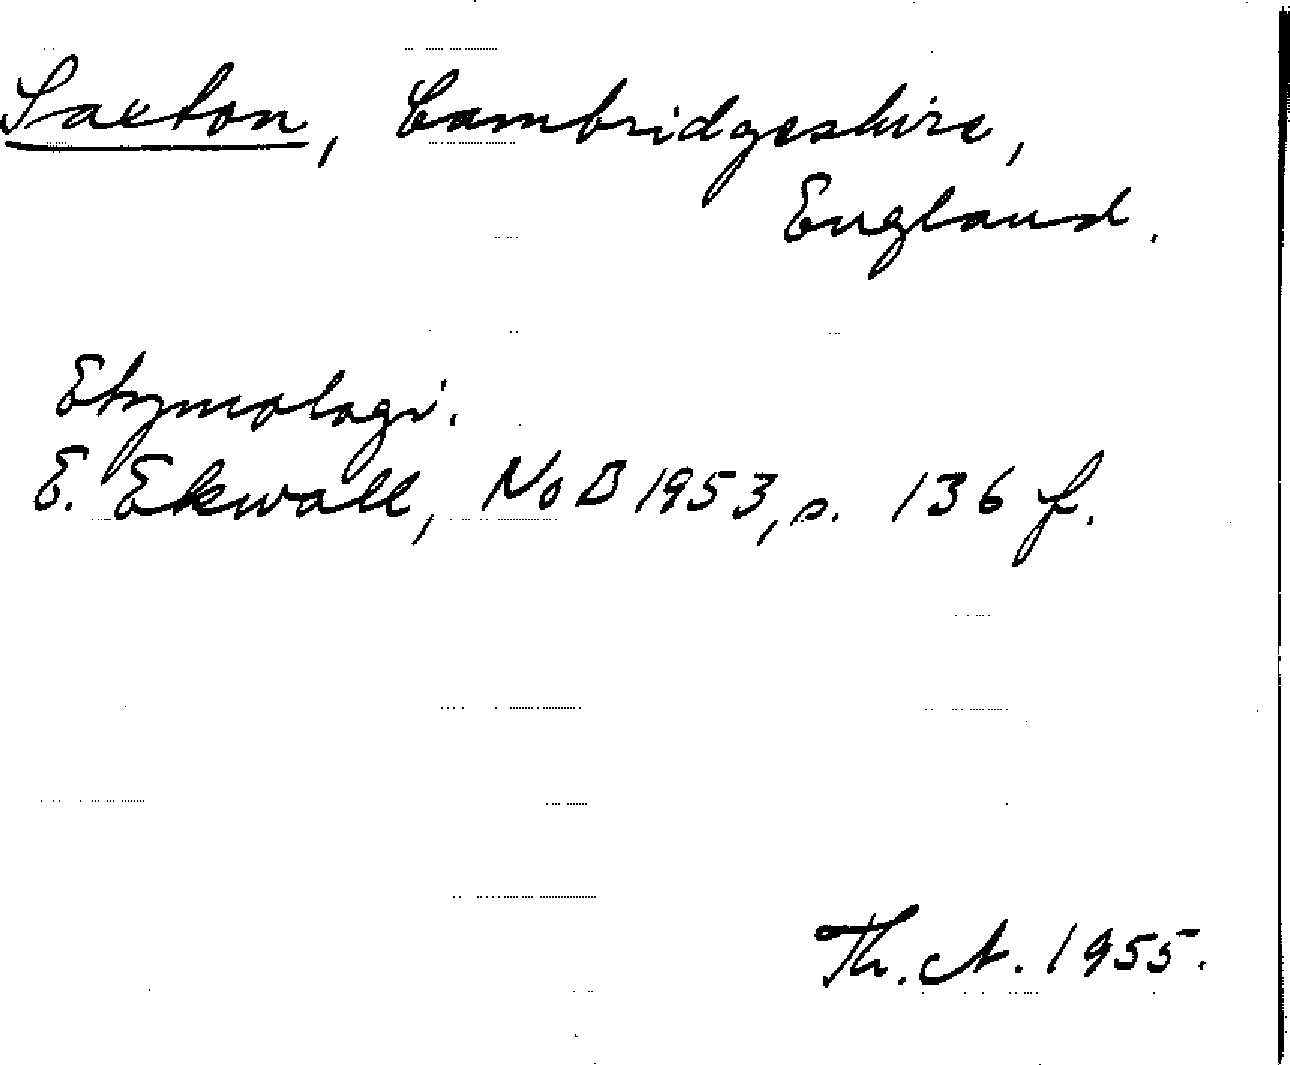 Saxton, Cambridgeshire,
England.
Etymologi.
E. Ekwall, NoB 1953, s. 136 f.
Th. A. 1955.